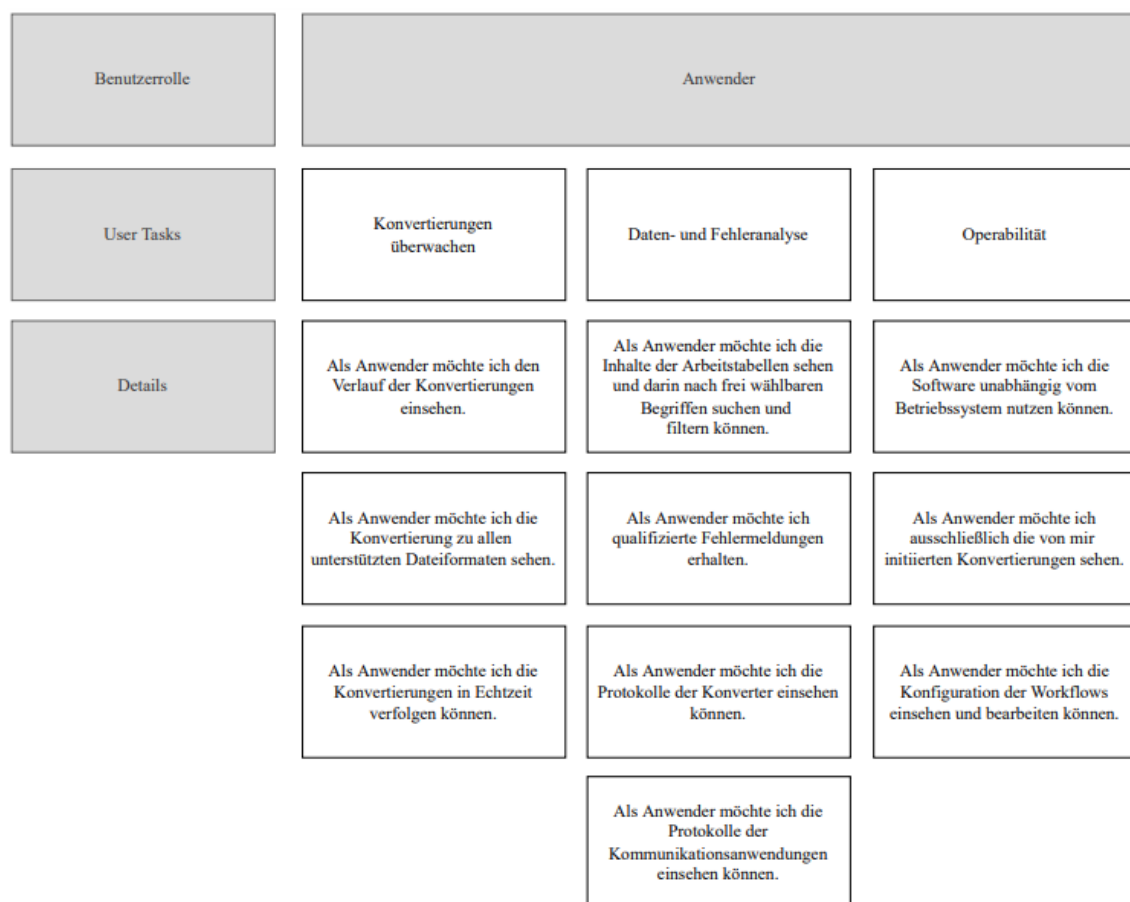 Benutzerrolle
Anwender
User Tasks
Konvertierungen
überwachen
Daten- und Fehleranalyse
Operabilität
Details
Als Anwender möchte ich den
Verlauf der Konvertierungen
einsehen.
Als Anwender möchte ich die
Inhalte der Arbeitstabellen sehen
und darin nach frei wählbaren
Begriffen suchen und
filtern können.
Als Anwender möchte ich die
Software unabhängig vom
Betriebssystem nutzen können.
Als Anwender möchte ich die
Konvertierung zu allen
unterstützten Dateiformaten sehen.
Als Anwender möchte ich
qualifizierte Fehlermeldungen
erhalten.
Als Anwender möchte ich
ausschließlich die von mir
initiierten Konvertierungen sehen.
Als Anwender möchte ich die
Konvertierungen in Echtzeit
verfolgen können.
Als Anwender möchte ich die
Protokolle der Konverter einsehen
können.
Als Anwender möchte ich die
Konfiguration der Workflows
einsehen und bearbeiten können.
Als Anwender möchte ich die
Protokolle der
Kommunikationsanwendungen
einsehen können.